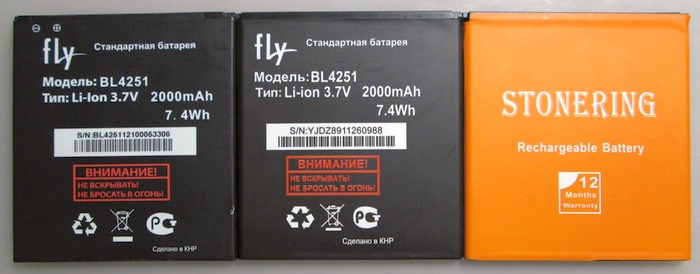 fly Стандартная батарея
Модель: BL4251
Тип: Li-Ion 3.7V 2000mAh
7.4Wh
S/N:BL425112100053306
ВНИМАНИЕ!
НЕ ВСКРЫВАТЬ!
НЕ БРОСАТЬ В ОГОНЬ!
Сделано в КНР
fly Стандартная батарея
Модель: BL4251
Тип: Li-ion 3.7V 2000mAh
7.4Wh
S/N:YJDZ8911260988
ВНИМАНИЕ!
НЕ ВСКРЫВАТЬ!
НЕ БРОСАТЬ В ОГОНЬ!
Сделано в КНР
STONERING
Rechargeable Battery
12
Months
Warranty